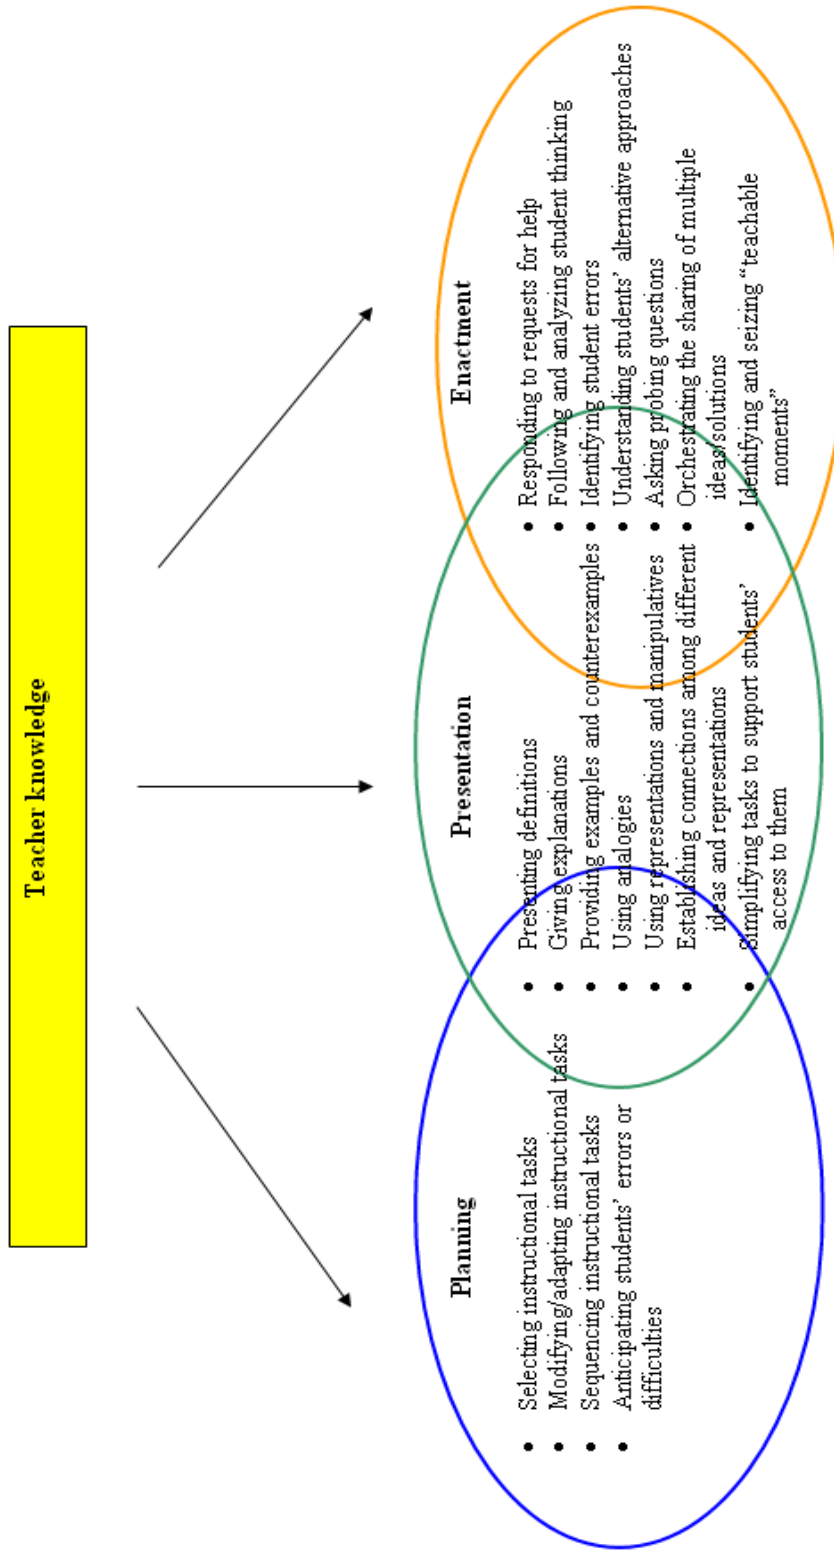 Teacher knowledge
Planning
• Selecting instructional tasks
• Modifying/adapting instructional tasks
• Sequencing instructional tasks
• Anticipating students’ errors or
difficulties
Presentation
• Presenting definitions
• Giving explanations
• Providing examples and counterexamples
• Using analogies
• Using representations and manipulatives
• Establishing connections among different
ideas and representations
• Simplifying tasks to support students’
access to them
Enactment
• Responding to requests for help
• Following and analyzing student thinking
• Identifying student errors
• Understanding students’ alternative approaches
• Asking probing questions
• Orchestrating the sharing of multiple
ideas/solutions
• Identifying and seizing “teachable
moments”